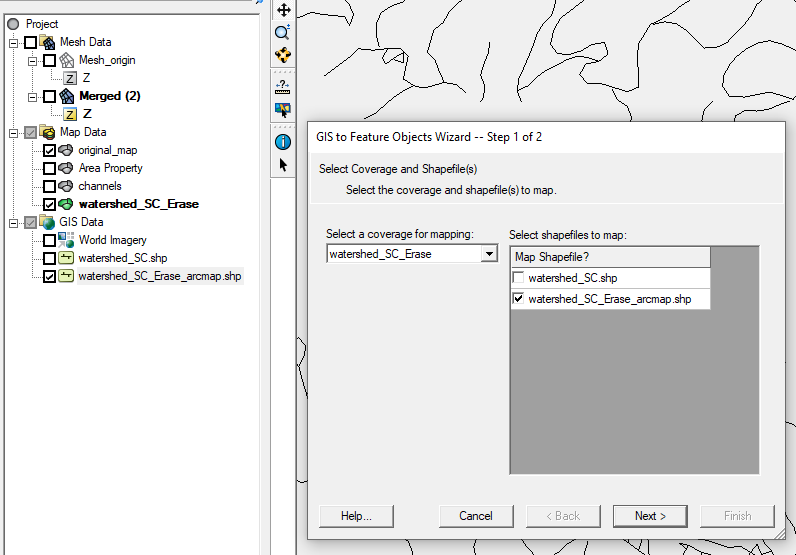 Project
Mesh Data
Mesh_origin
Z
Merged (2)
Z
Map Data
original_map
Area Property
channels
watershed_SC_Erase
GIS Data
World Imagery
watershed_SC.shp
watershed_SC_Erase_arcmap.shp
GIS to Feature Objects Wizard -- Step 1 of 2
Select Coverage and Shapefile(s)
Select the coverage and shapefile(s) to map.
Select a coverage for mapping:
watershed_SC_Erase
Select shapefiles to map:
Map Shapefile?
watershed_SC.shp
watershed_SC_Erase_arcmap.shp
Help...
Cancel
< Back
Next >
Finish